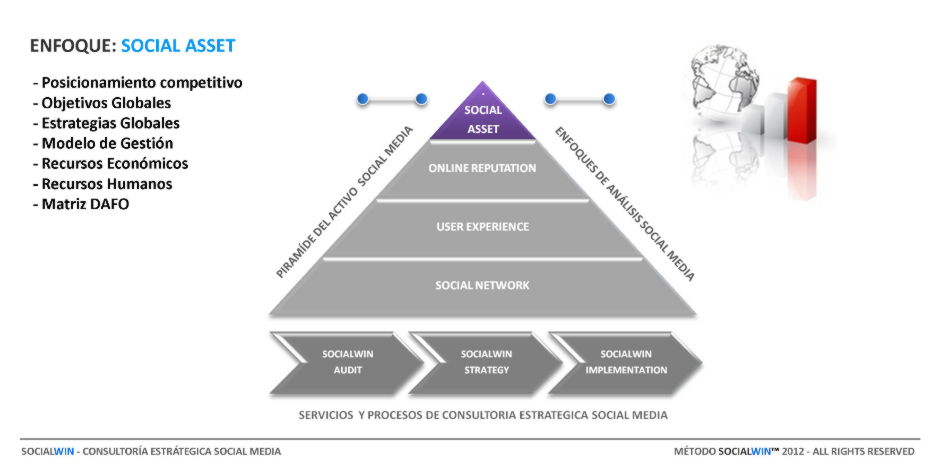 ENFOQUE: SOCIAL ASSET
- Posicionamiento competitivo
- Objetivos Globales
- Estrategias Globales
- Modelo de Gestión
- Recursos Económicos
- Recursos Humanos
- Matriz DAFO
PIRAMÍDE DEL ACTIVO SOCIAL MEDIA
ENFOQUES DE ANÁLISIS SOCIAL MEDIA
SOCIAL
ASSET
ONLINE REPUTATION
USER EXPERIENCE
SOCIAL NETWORK
SOCIALWIN
AUDIT
SOCIALWIN
STRATEGY
SOCIALWIN
IMPLEMENTATION
SERVICIOS Y PROCESOS DE CONSULTORIA ESTRATEGICA SOCIAL MEDIA
SOCIALWIN - CONSULTORÍA ESTRÁTEGICA SOCIAL MEDIA
MÉTODO SOCIALWIN™ 2012 - ALL RIGHTS RESERVED